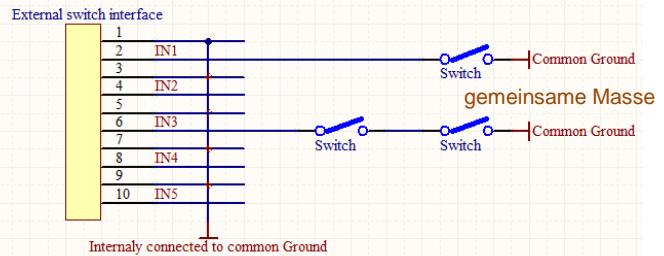 External switch interface
1
2 IN1
3
4 IN2
5
6 IN3
7
8 IN4
9
10 IN5
Switch
Common Ground
gemeinsame Masse
Switch
Switch
Common Ground
Internaly connected to common Ground